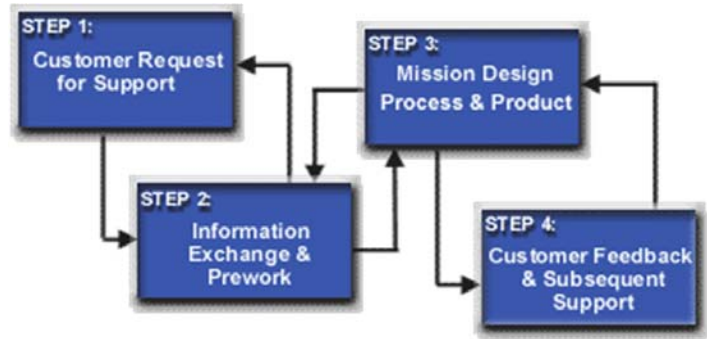 STEP 1:
Customer Request
for Support
STEP 2:
Information
Exchange &
Prework
STEP 3:
Mission Design
Process & Product
STEP 4:
Customer Feedback
& Subsequent
Support